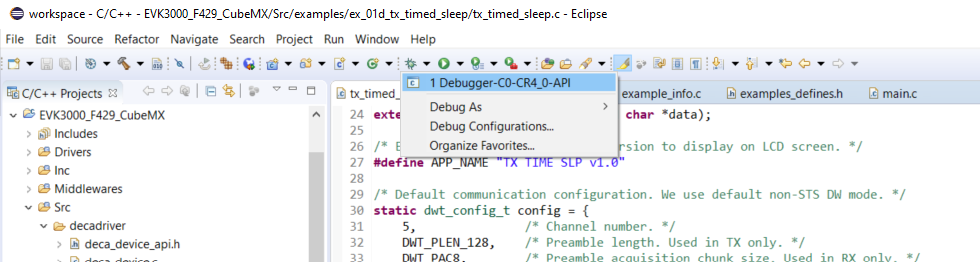 workspace - C/C++ - EVK3000_F429_CubeMX/Src/examples/ex_01d_tx_timed_sleep/tx_timed_sleep.c - Eclipse
File Edit Source Refactor Navigate Search Project Run Window Help
1 Debugger-C0-CR4_0-API
Debug As
Debug Configurations...
Organize Favorites...
C/C++ Projects
EVK3000_F429_CubeMX
Includes
Drivers
Inc
Middlewares
Src
decadriver
deca_device_api.h
deca_device.c
tx_timed_ example_info.c examples_defines.h main.c
24 exte char *data);
25
26 /* E rsion to display on LCD screen. */
27 #define APP_NAME "TX TIME SLP v1.0"
28
29 /* Default communication configuration. We use default non-STS DW mode. */
30 static dwt_config_t config = {
31 5, /* Channel number. */
32 DWT_PLEN_128, /* Preamble length. Used in TX only. */
33 DWT_PAC8, /* Preamble acquisition chunk size. Used in RX only. */